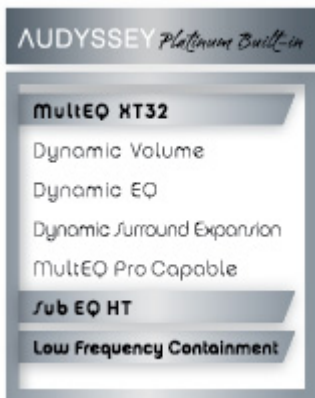 AUDYSSEY Platinum Built-in
MultEQ XT32
Dynamic Volume
Dynamic EQ
Dynamic Surround Expansion
MultEQ Pro Capable
Sub EQ HT
Low Frequency Containment